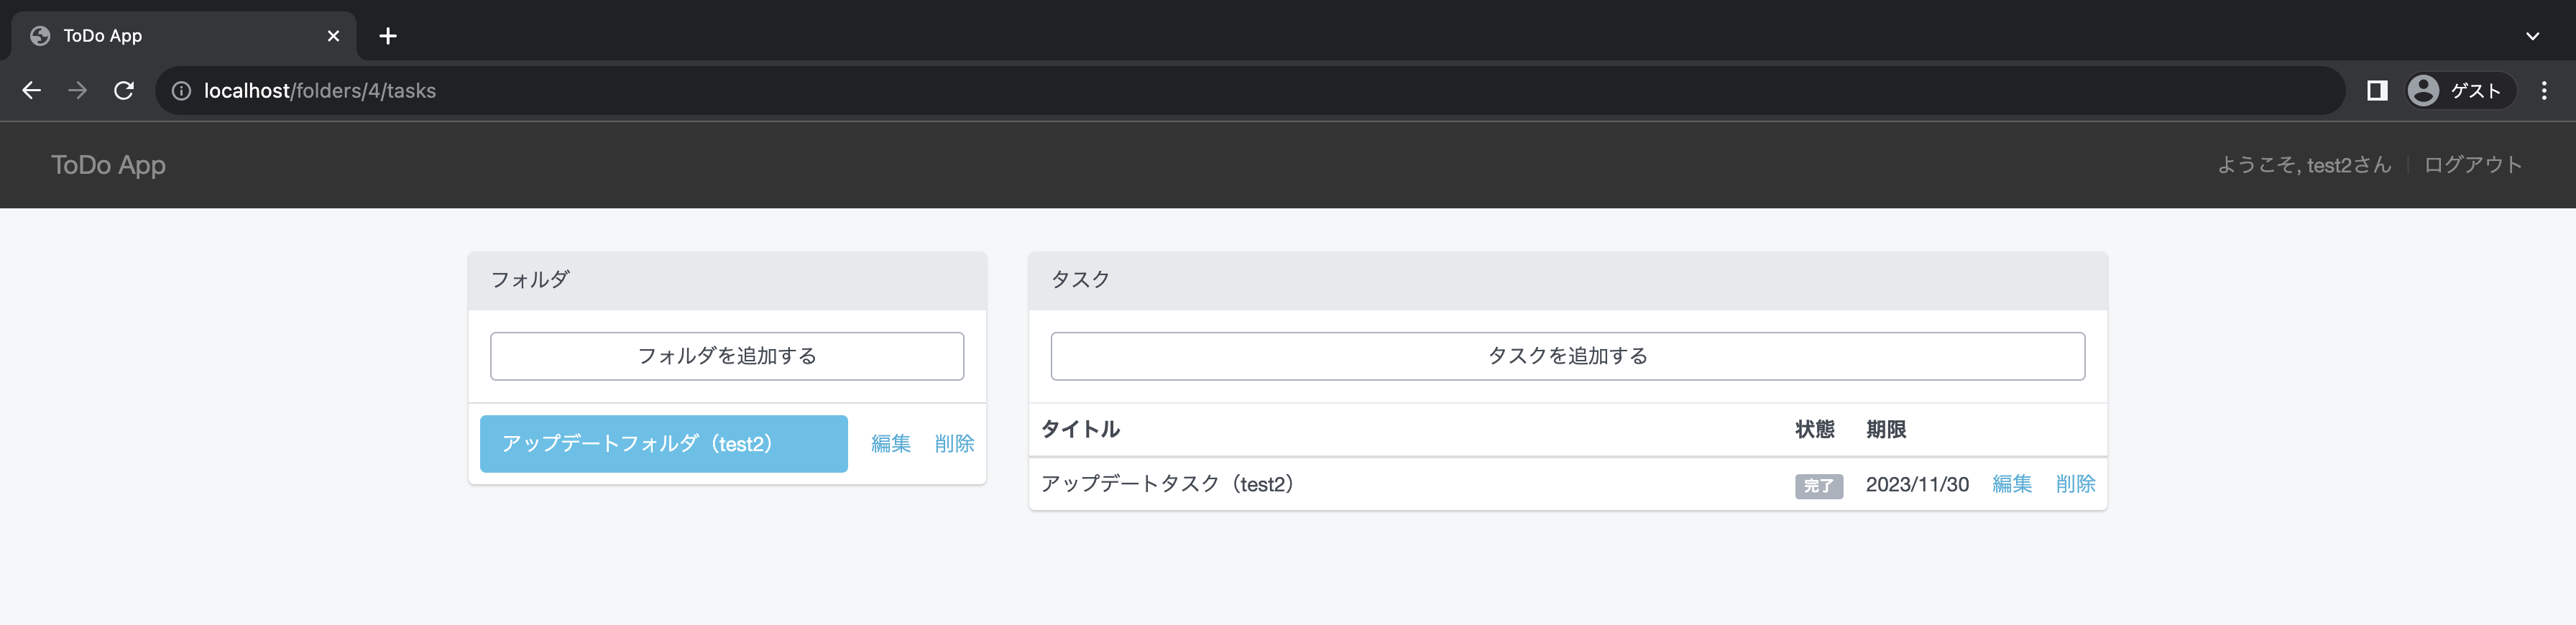 ToDo App
localhost/folders/4/tasks
ゲスト
ToDo App
ようこそ, test2さん | ログアウト
フォルダ
フォルダを追加する
アップデートフォルダ（test2） 編集 削除
タスク
タスクを追加する
タイトル 状態 期限
アップデートタスク（test2） 完了 2023/11/30 編集 削除